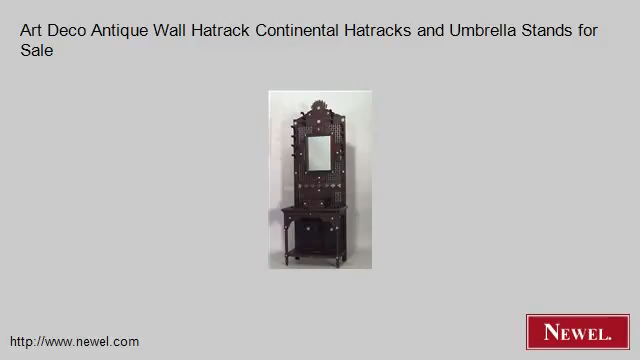 Art Deco Antique Wall Hatrack Continental Hatracks and Umbrella Stands for
Sale
NEWEL.
http://www.newel.com